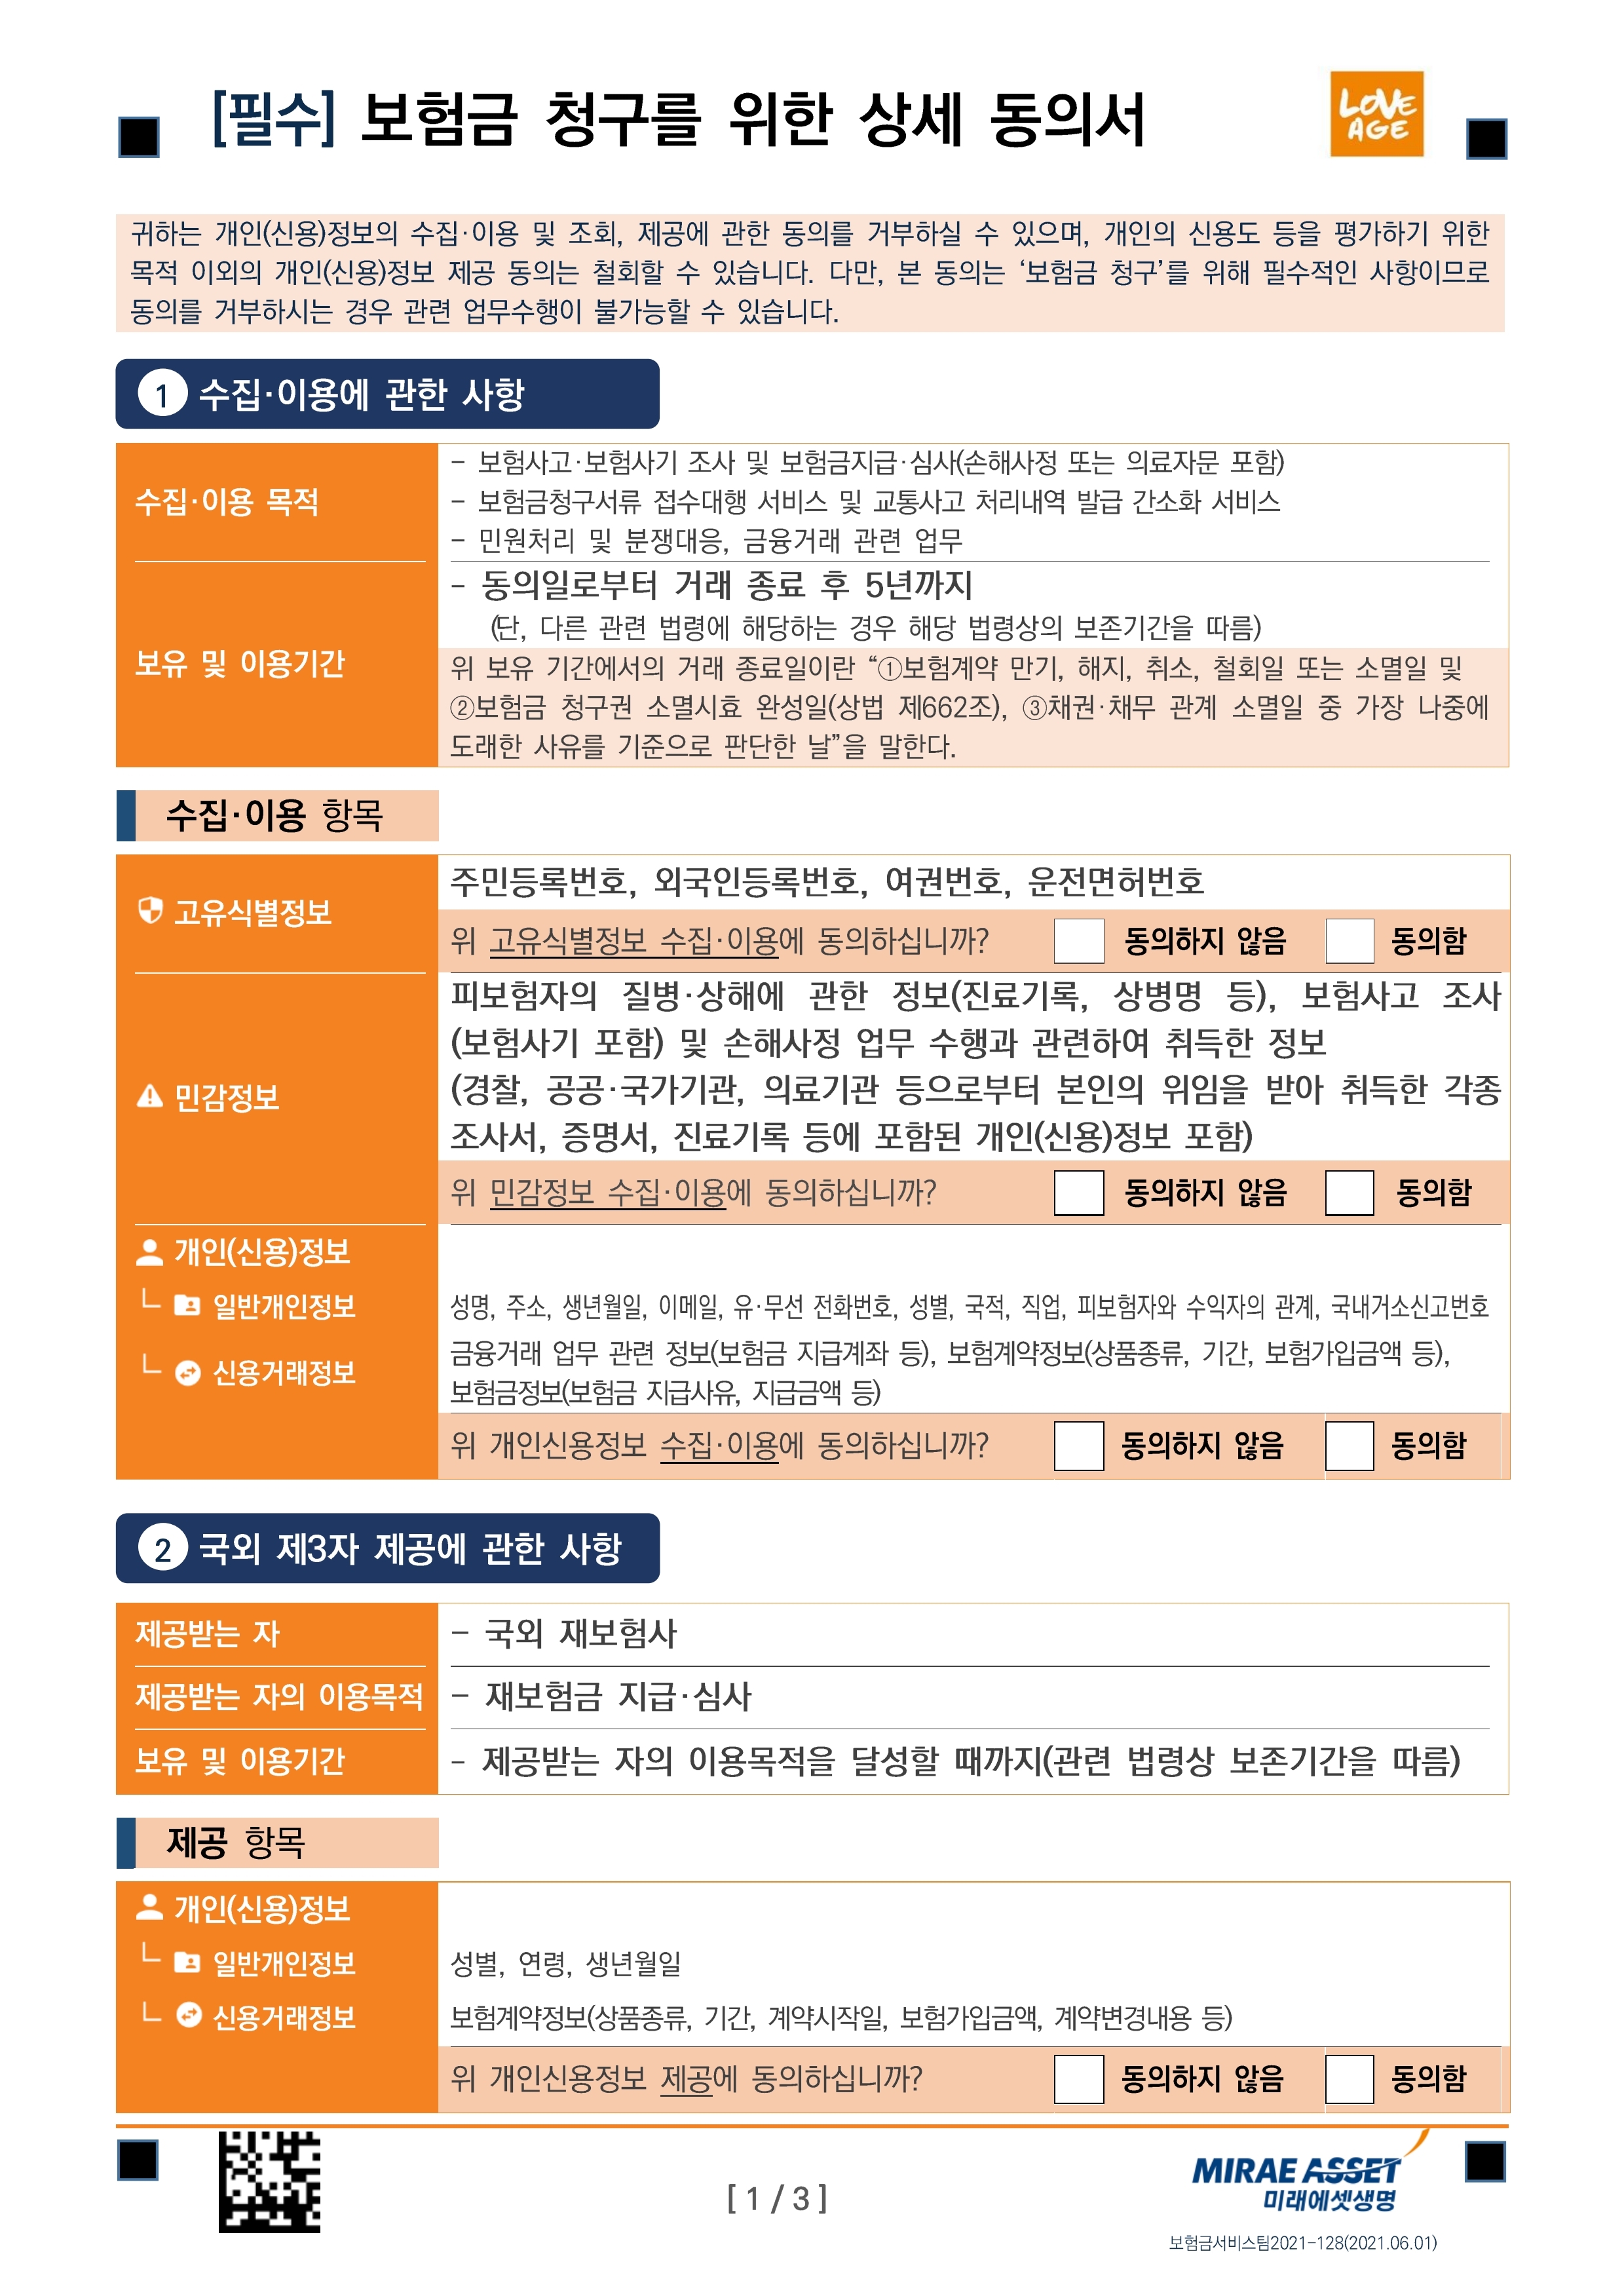 [필수] 보험금 청구를 위한 상세 동의서
LOVE
AGE
귀하는 개인(신용)정보의 수집·이용 및 조회, 제공에 관한 동의를 거부하실 수 있으며, 개인의 신용도 등을 평가하기 위한
목적 이외의 개인(신용)정보 제공 동의는 철회할 수 있습니다. 다만, 본 동의는 ‘보험금 청구’를 위해 필수적인 사항이므로
동의를 거부하시는 경우 관련 업무수행이 불가능할 수 있습니다.
1 수집·이용에 관한 사항
수집·이용 목적
- 보험사고·보험사기 조사 및 보험금지급·심사(손해사정 또는 의료자문 포함)
- 보험금청구서류 접수대행 서비스 및 교통사고 처리내역 발급 간소화 서비스
- 민원처리 및 분쟁대응, 금융거래 관련 업무
보유 및 이용기간
- 동의일로부터 거래 종료 후 5년까지
(단, 다른 관련 법령에 해당하는 경우 해당 법령상의 보존기간을 따름)
위 보유 기간에서의 거래 종료일이란 “①보험계약 만기, 해지, 취소, 철회일 또는 소멸일 및
②보험금 청구권 소멸시효 완성일(상법 제662조), ③채권·채무 관계 소멸일 중 가장 나중에
도래한 사유를 기준으로 판단한 날”을 말한다.
수집·이용 항목
고유식별정보
주민등록번호, 외국인등록번호, 여권번호, 운전면허번호
위 고유식별정보 수집·이용에 동의하십니까? 동의하지 않음 동의함
민감정보
피보험자의 질병·상해에 관한 정보(진료기록, 상병명 등), 보험사고 조사
(보험사기 포함) 및 손해사정 업무 수행과 관련하여 취득한 정보
(경찰, 공공·국가기관, 의료기관 등으로부터 본인의 위임을 받아 취득한 각종
조사서, 증명서, 진료기록 등에 포함된 개인(신용)정보 포함)
위 민감정보 수집·이용에 동의하십니까? 동의하지 않음 동의함
개인(신용)정보
일반개인정보
성명, 주소, 생년월일, 이메일, 유·무선 전화번호, 성별, 국적, 직업, 피보험자와 수익자의 관계, 국내거소신고번호
신용거래정보
금융거래 업무 관련 정보(보험금 지급계좌 등), 보험계약정보(상품종류, 기간, 보험가입금액 등),
보험금정보(보험금 지급사유, 지급금액 등)
위 개인신용정보 수집·이용에 동의하십니까? 동의하지 않음 동의함
2 국외 제3자 제공에 관한 사항
제공받는 자
- 국외 재보험사
제공받는 자의 이용목적
- 재보험금 지급·심사
보유 및 이용기간
- 제공받는 자의 이용목적을 달성할 때까지(관련 법령상 보존기간을 따름)
제공 항목
개인(신용)정보
일반개인정보
성별, 연령, 생년월일
신용거래정보
보험계약정보(상품종류, 기간, 계약시작일, 보험가입금액, 계약변경내용 등)
위 개인신용정보 제공에 동의하십니까? 동의하지 않음 동의함
[ 1 / 3 ]
MIRAE ASSET
미래에셋생명
보험금서비스팀2021-128(2021.06.01)